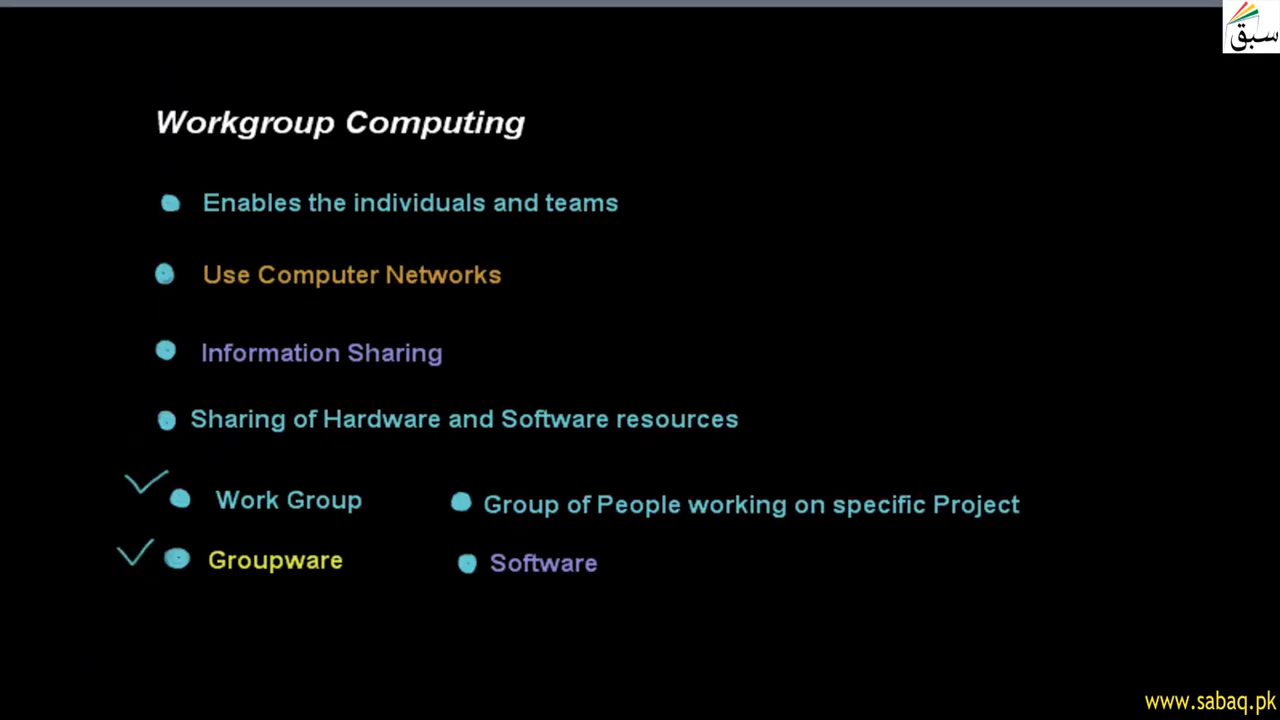 سبق
Workgroup Computing
Enables the individuals and teams
Use Computer Networks
Information Sharing
Sharing of Hardware and Software resources
Work Group
Group of People working on specific Project
Groupware
Software
www.sabaq.pk